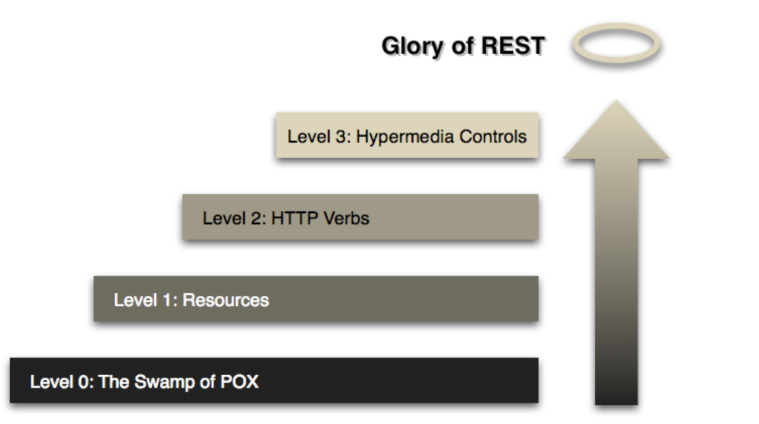 Glory of REST
Level 3: Hypermedia Controls
Level 2: HTTP Verbs
Level 1: Resources
Level 0: The Swamp of POX